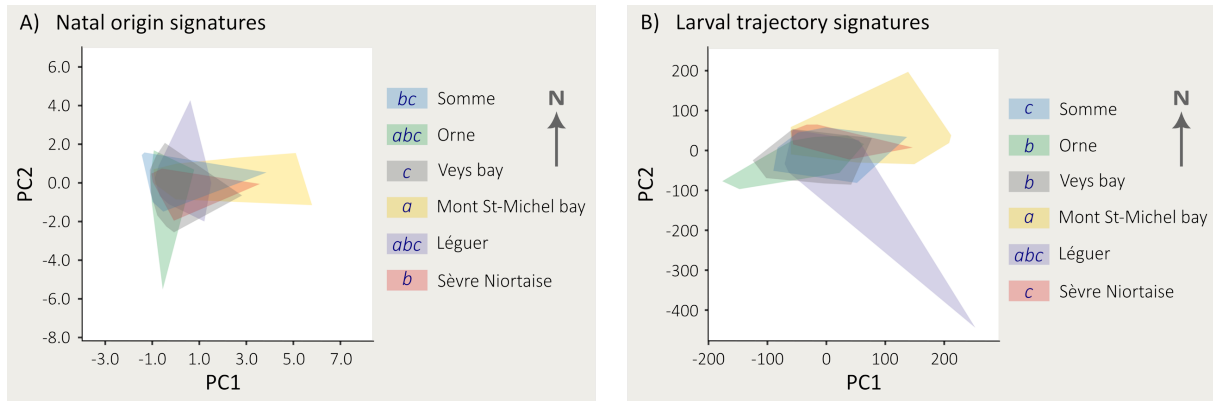 A) Natal origin signatures
6.0
4.0
2.0
0.0
-2.0
-4.0
-6.0
-8.0
PC2
-3.0 -1.0 1.0 3.0 5.0 7.0
PC1
bc Somme
abc Orne
c Veys bay
a Mont St-Michel bay
abc Léguer
b Sèvre Niortaise
N
B) Larval trajectory signatures
200
100
0
-100
-200
-300
-400
PC2
-200 -100 0 100 200
PC1
c Somme
b Orne
b Veys bay
a Mont St-Michel bay
abc Léguer
c Sèvre Niortaise
N